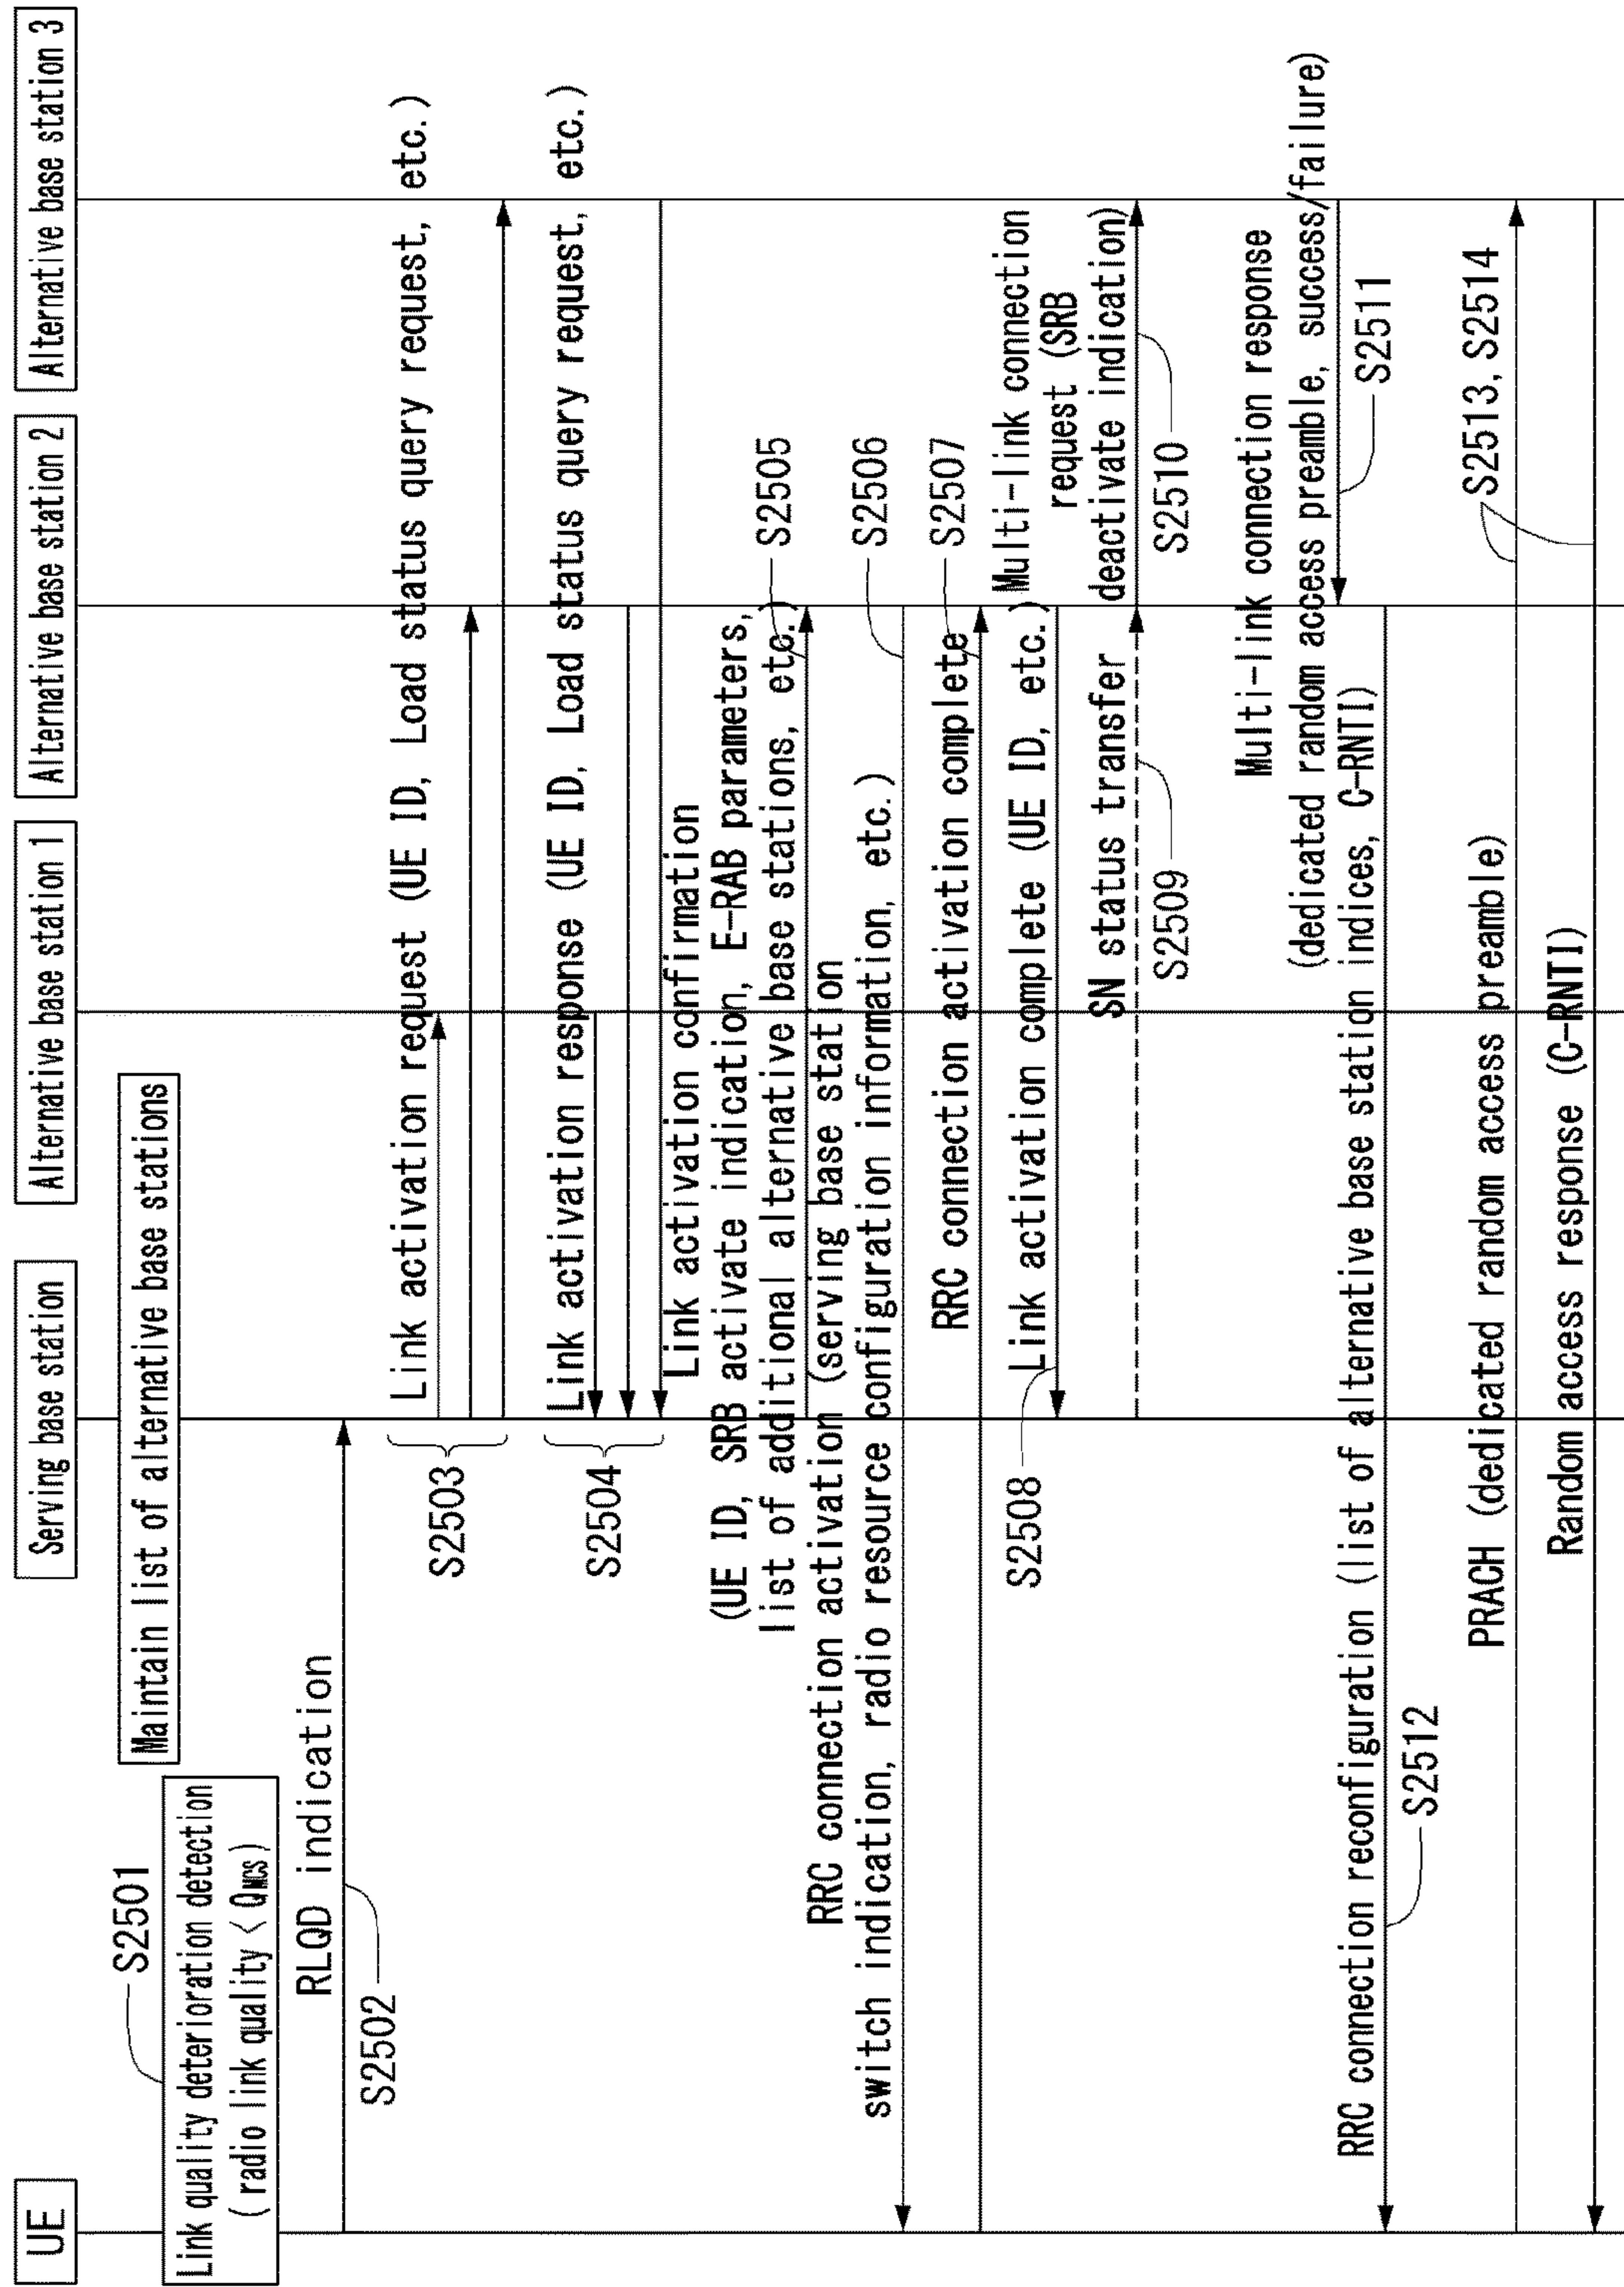 UE
Serving base station
Alternative base station 1
Alternative base station 2
Alternative base station 3
Maintain list of alternative base stations
S2501
Link quality deterioration detection
(radio link quality < QMCS)
RLQD indication
S2502
Link activation request (UE ID, Load status query request, etc.)
S2503
Link activation response (UE ID, Load status query request, etc.)
S2504
Link activation confirmation
(UE ID, SRB activate indication, E-RAB parameters,
list of additional alternative base stations, etc.)
S2505
RRC connection activation (serving base station
switch indication, radio resource configuration information, etc.)
S2506
RRC connection activation complete
S2507
Link activation complete (UE ID, etc.)
S2508
SN status transfer
S2509
Multi-link connection
request (SRB
deactivate indication)
S2510
Multi-link connection response
(dedicated random access preamble, success/failure)
S2511
RRC connection reconfiguration (list of alternative base station indices, C-RNTI)
S2512
PRACH (dedicated random access preamble)
S2513, S2514
Random access response (C-RNTI)